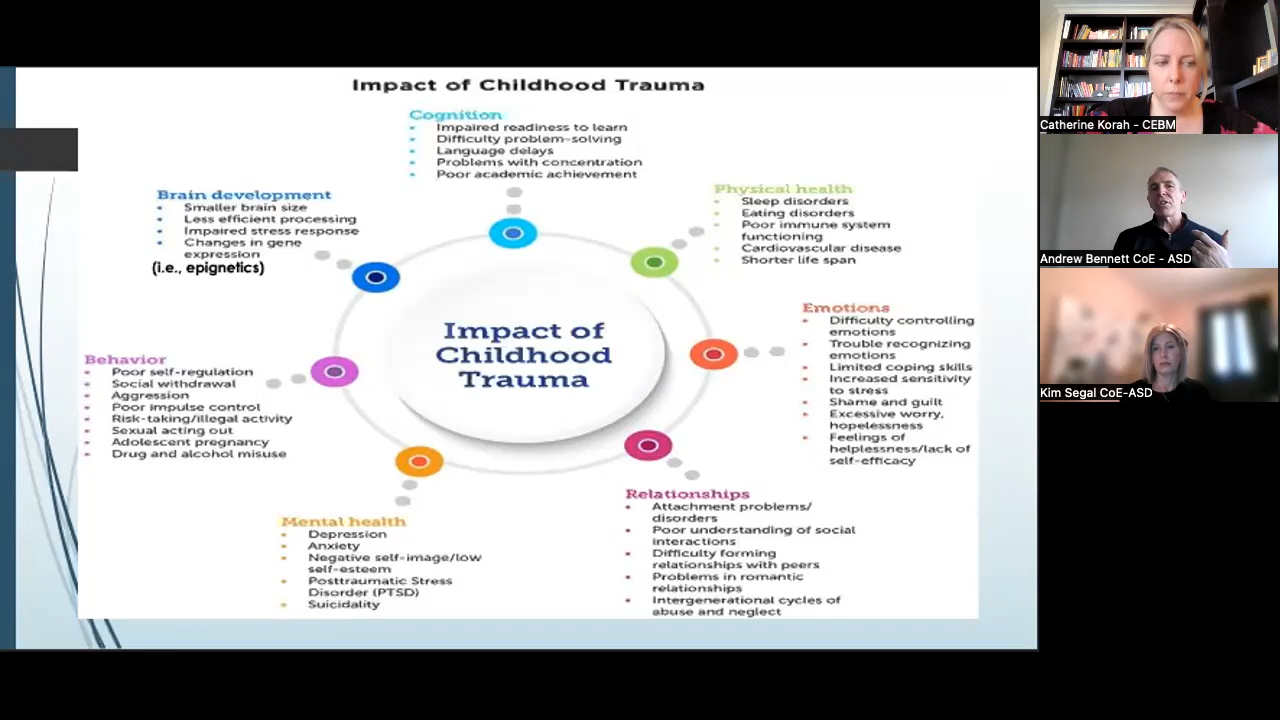 Impact of Childhood Trauma
Cognition
Impaired readiness to learn
Difficulty problem-solving
Language delays
Problems with concentration
Poor academic achievement
Brain development
Smaller brain size
Less efficient processing
Impaired stress response
Changes in gene
expression
(i.e., epignetics)
Physical health
Sleep disorders
Eating disorders
Poor immune system
functioning
Cardiovascular disease
Shorter life span
Impact of
Childhood
Trauma
Emotions
Difficulty controlling
emotions
Trouble recognizing
emotions
Limited coping skills
Increased sensitivity
to stress
Shame and guilt
Excessive worry,
hopelessness
Feelings of
helplessness/lack of
self-efficacy
Behavior
Poor self-regulation
Social withdrawal
Aggression
Poor impulse control
Risk-taking/illegal activity
Sexual acting out
Adolescent pregnancy
Drug and alcohol misuse
Mental health
Depression
Anxiety
Negative self-image/low
self-esteem
Posttraumatic Stress
Disorder (PTSD)
Suicidality
Relationships
Attachment problems/
disorders
Poor understanding of social
interactions
Difficulty forming
relationships with peers
Problems in romantic
relationships
Intergenerational cycles of
abuse and neglect
Catherine Korah - CEBM
Andrew Bennett CoE - ASD
Kim Segal CoE-ASD